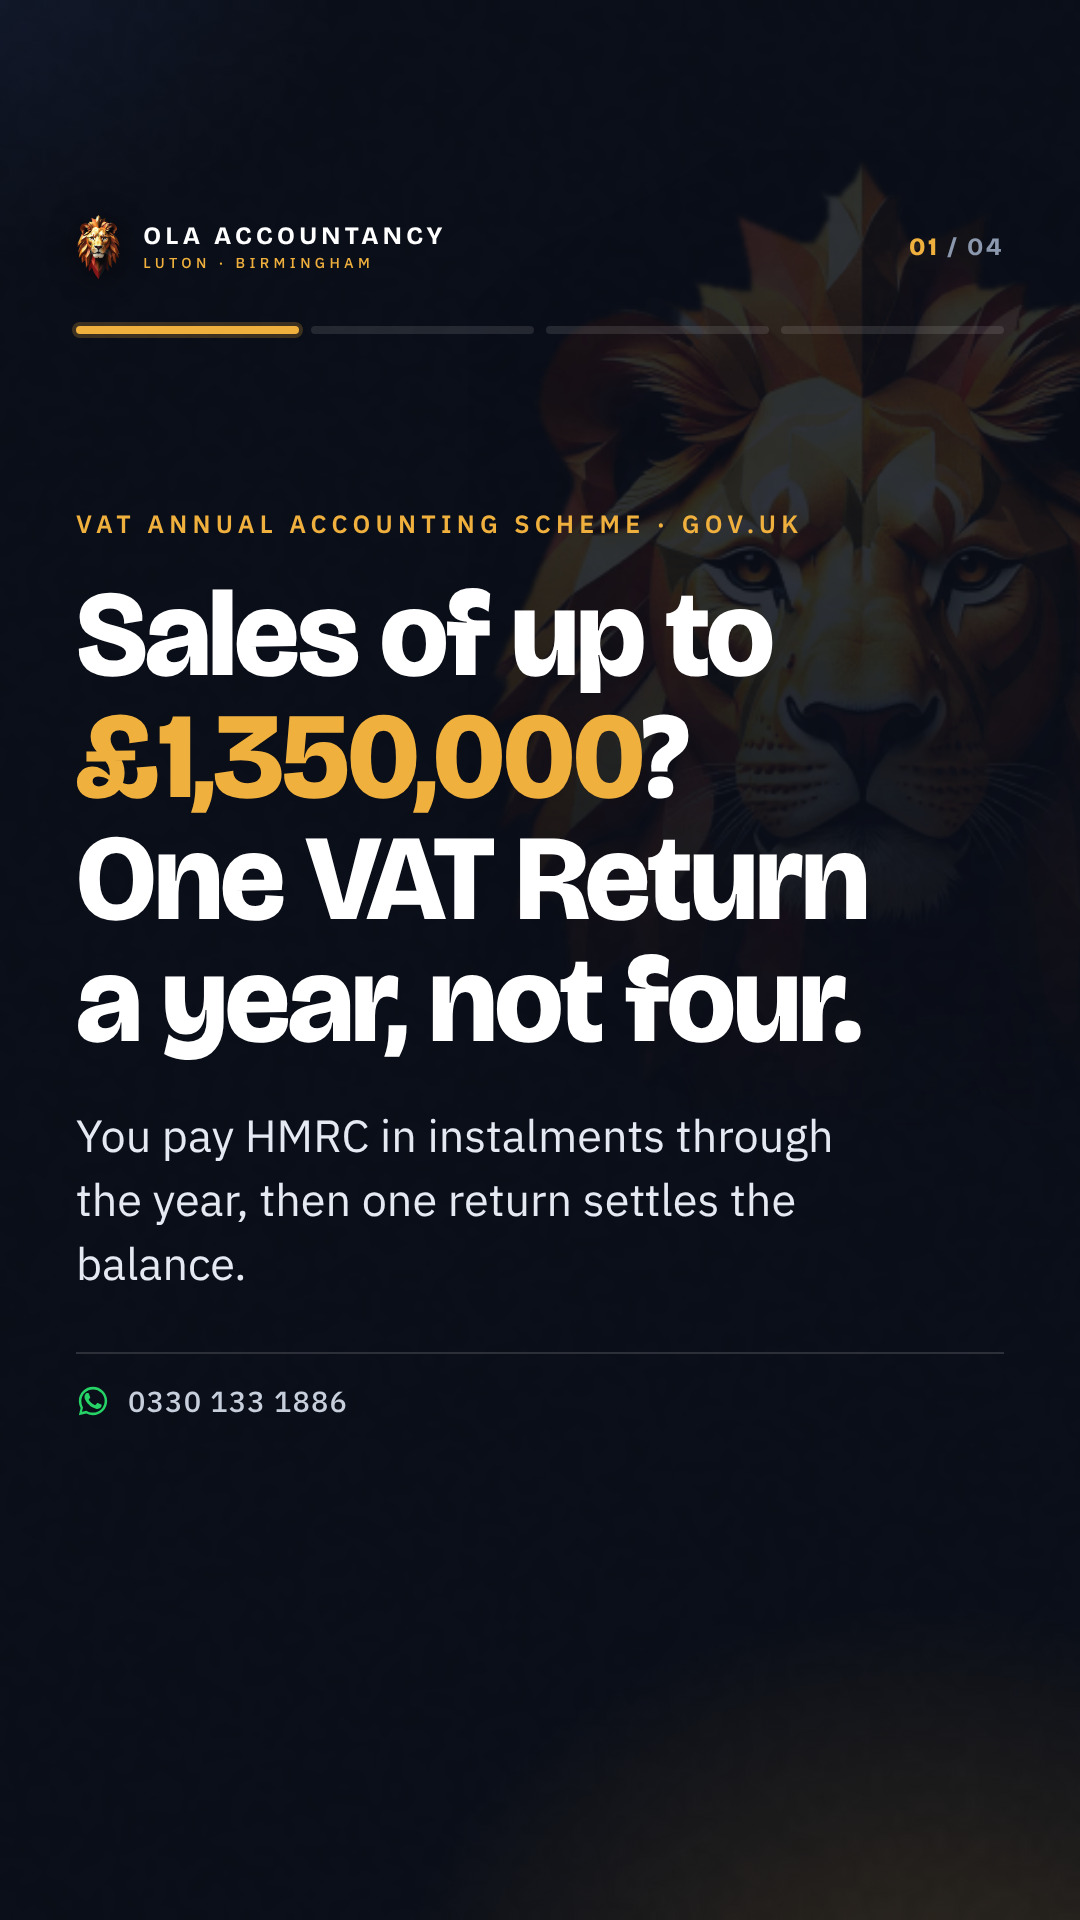 OLA ACCOUNTANCY
LUTON · BIRMINGHAM
01 / 04
VAT ANNUAL ACCOUNTING SCHEME · GOV.UK
Sales of up to
£1,350,000?
One VAT Return
a year, not four.
You pay HMRC in instalments through
the year, then one return settles the
balance.
0330 133 1886